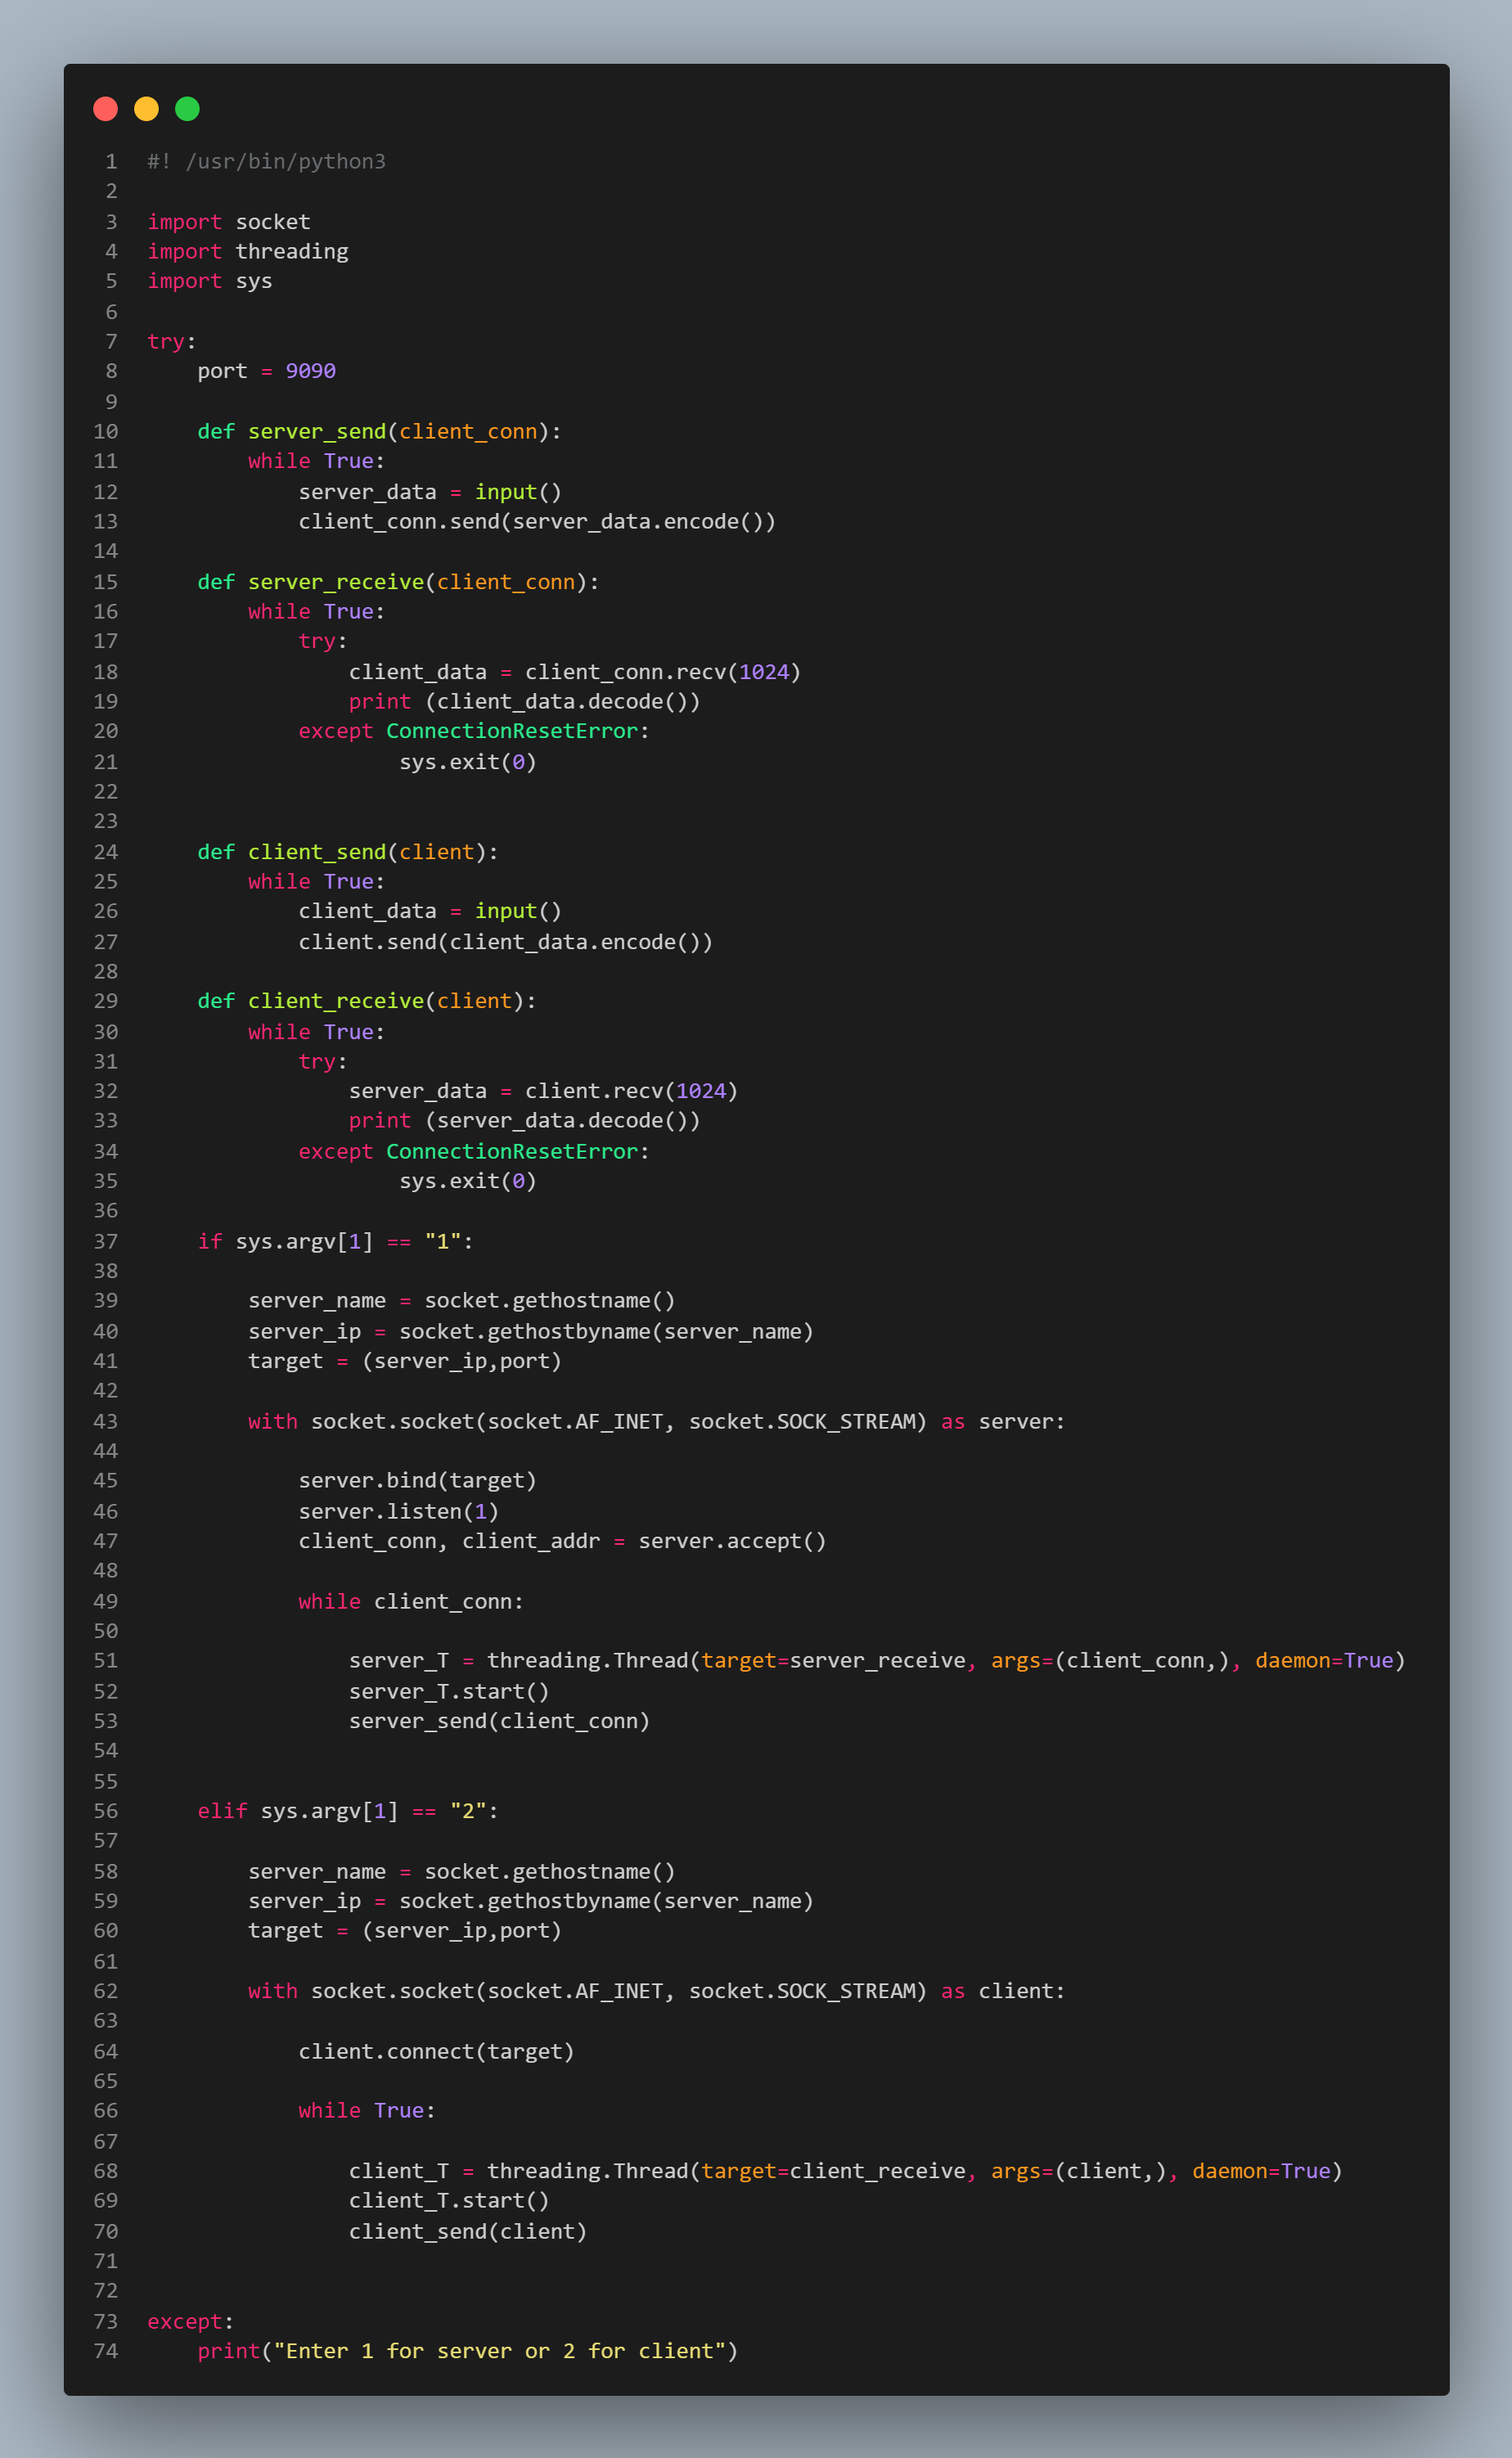 1 #! /usr/bin/python3
2
3 import socket
4 import threading
5 import sys
6
7 try:
8     port = 9090
9
10     def server_send(client_conn):
11         while True:
12             server_data = input()
13             client_conn.send(server_data.encode())
14
15     def server_receive(client_conn):
16         while True:
17             try:
18                 client_data = client_conn.recv(1024)
19                 print (client_data.decode())
20             except ConnectionResetError:
21                     sys.exit(0)
22
23
24     def client_send(client):
25         while True:
26             client_data = input()
27             client.send(client_data.encode())
28
29     def client_receive(client):
30         while True:
31             try:
32                 server_data = client.recv(1024)
33                 print (server_data.decode())
34             except ConnectionResetError:
35                     sys.exit(0)
36
37     if sys.argv[1] == "1":
38
39         server_name = socket.gethostname()
40         server_ip = socket.gethostbyname(server_name)
41         target = (server_ip,port)
42
43         with socket.socket(socket.AF_INET, socket.SOCK_STREAM) as server:
44
45             server.bind(target)
46             server.listen(1)
47             client_conn, client_addr = server.accept()
48
49             while client_conn:
50
51                 server_T = threading.Thread(target=server_receive, args=(client_conn,), daemon=True)
52                 server_T.start()
53                 server_send(client_conn)
54
55
56     elif sys.argv[1] == "2":
57
58         server_name = socket.gethostname()
59         server_ip = socket.gethostbyname(server_name)
60         target = (server_ip,port)
61
62         with socket.socket(socket.AF_INET, socket.SOCK_STREAM) as client:
63
64             client.connect(target)
65
66             while True:
67
68                 client_T = threading.Thread(target=client_receive, args=(client,), daemon=True)
69                 client_T.start()
70                 client_send(client)
71
72
73 except:
74     print("Enter 1 for server or 2 for client")